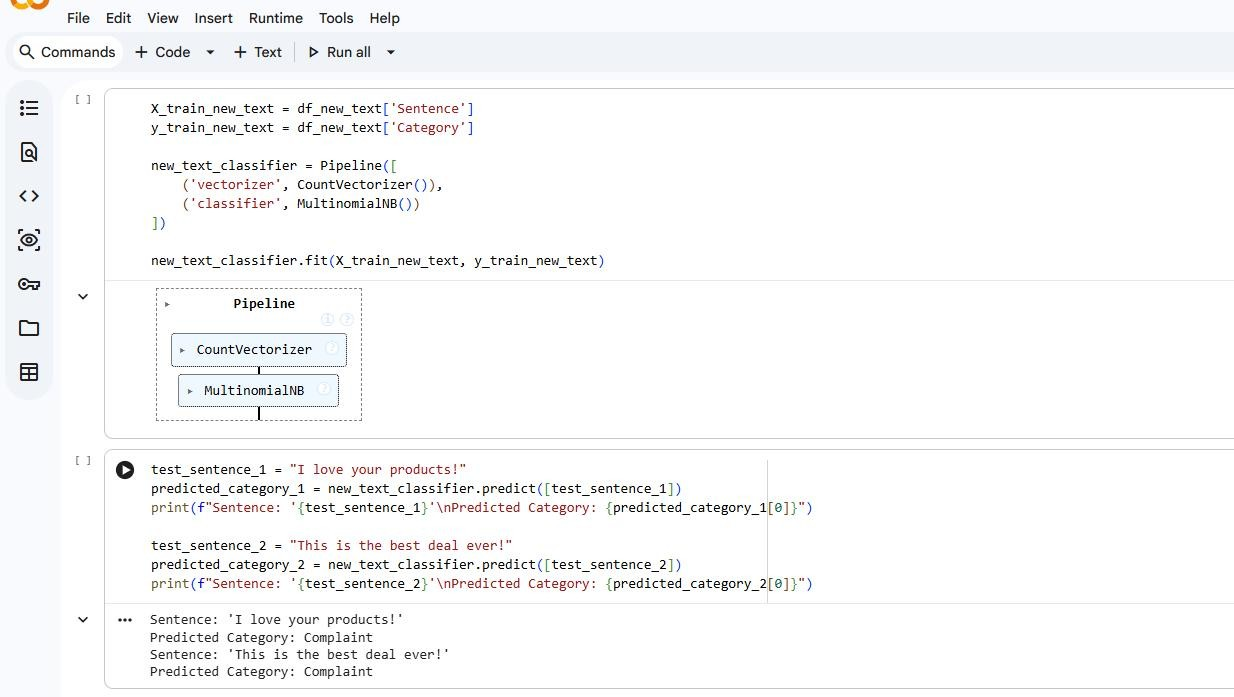 File Edit View Insert Runtime Tools Help
Commands + Code + Text Run all
[ ]
X_train_new_text = df_new_text['Sentence']
y_train_new_text = df_new_text['Category']
new_text_classifier = Pipeline([
    ('vectorizer', CountVectorizer()),
    ('classifier', MultinomialNB())
])
new_text_classifier.fit(X_train_new_text, y_train_new_text)
Pipeline
i ?
CountVectorizer ?
MultinomialNB ?
[ ]
test_sentence_1 = "I love your products!"
predicted_category_1 = new_text_classifier.predict([test_sentence_1])
print(f"Sentence: '{test_sentence_1}'\nPredicted Category: {predicted_category_1[0]}")
test_sentence_2 = "This is the best deal ever!"
predicted_category_2 = new_text_classifier.predict([test_sentence_2])
print(f"Sentence: '{test_sentence_2}'\nPredicted Category: {predicted_category_2[0]}")
Sentence: 'I love your products!'
Predicted Category: Complaint
Sentence: 'This is the best deal ever!'
Predicted Category: Complaint